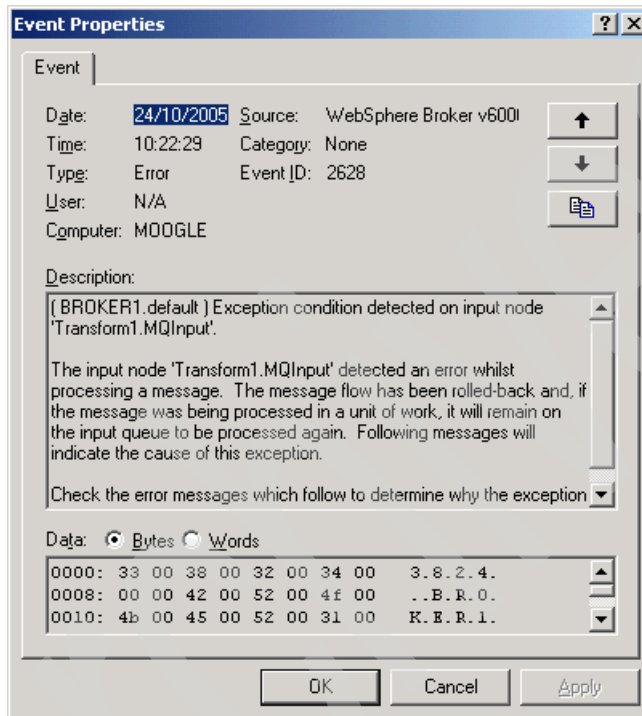 Event Properties
Event
Date: 24/10/2005 Source: WebSphere Broker v600
Time: 10:22:29 Category: None
Type: Error Event ID: 2628
User: N/A
Computer: MOOGLE
Description:
( BROKER1.default ) Exception condition detected on input node
'Transform1.MQInput'.
The input node 'Transform1.MQInput' detected an error whilst
processing a message.  The message flow has been rolled-back and, if
the message was being processed in a unit of work, it will remain on
the input queue to be processed again.  Following messages will
indicate the cause of this exception.
Check the error messages which follow to determine why the exception
Data: Bytes Words
0000: 33 00 38 00 32 00 34 00 3.8.2.4.
0008: 00 00 42 00 52 00 4f 00 ..B.R.O.
0010: 4b 00 45 00 52 00 31 00 K.E.R.1.
OK Cancel Apply